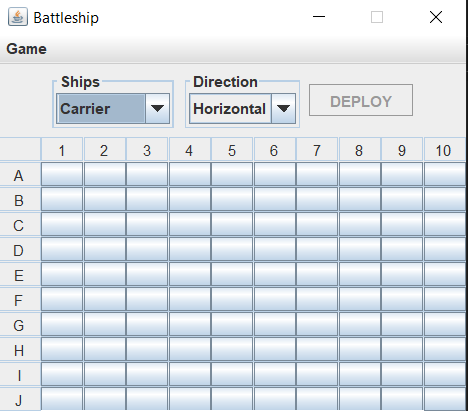 Battleship
Game
Ships Direction
Carrier Horizontal DEPLOY
1 2 3 4 5 6 7 8 9 10
A
B
C
D
E
F
G
H
I
J